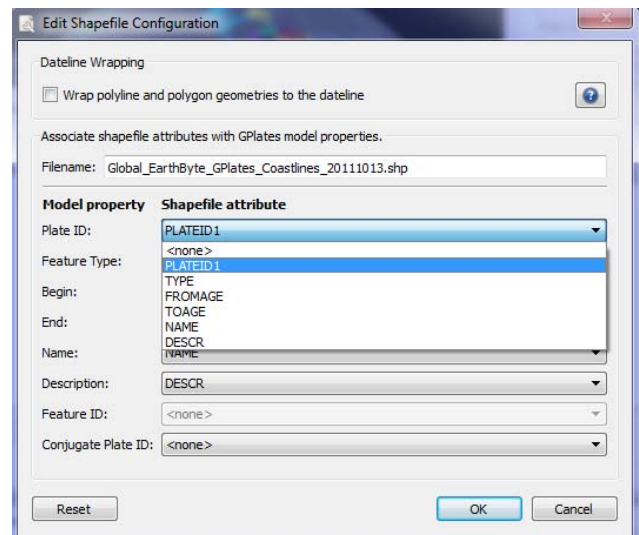 Edit Shapefile Configuration
Dateline Wrapping
Wrap polyline and polygon geometries to the dateline
Associate shapefile attributes with GPlates model properties.
Filename: Global_EarthByte_GPlates_Coastlines_20111013.shp
Model property Shapefile attribute
Plate ID: PLATEID1
<none>
Feature Type: PLATEID1
TYPE
Begin: FROMAGE
TOAGE
End: NAME
DESCR
Name: NAME
Description: DESCR
Feature ID: <none>
Conjugate Plate ID: <none>
Reset OK Cancel